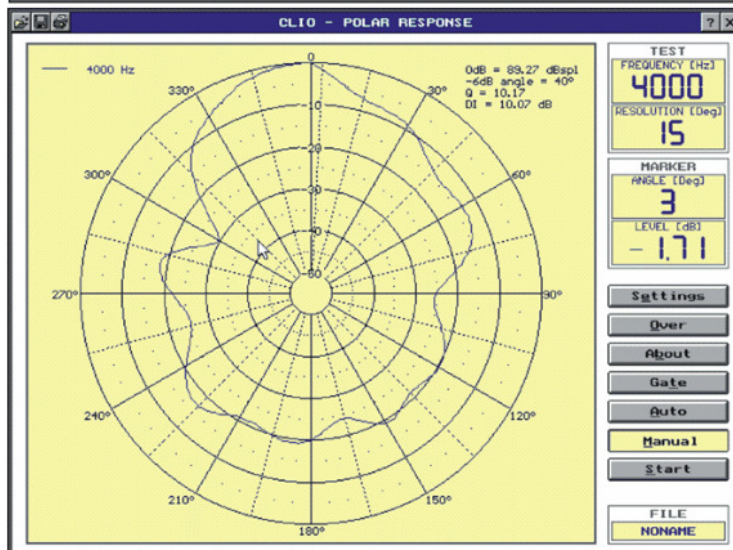 CLIO - POLAR RESPONSE
? X
4000 Hz
0dB = 89.27 dBspl
-6dB angle = 40°
Q = 10.17
DI = 10.07 dB
0
330°
30°
-10
-20
300°
60°
-30
-40
-60
270°
90°
240°
120°
210°
150°
180°
TEST
FREQUENCY [Hz]
4000
RESOLUTION [Deg]
15
MARKER
ANGLE [Deg]
3
LEVEL [dB]
-1.71
Settings
Over
About
Gate
Auto
Manual
Start
FILE
NONAME